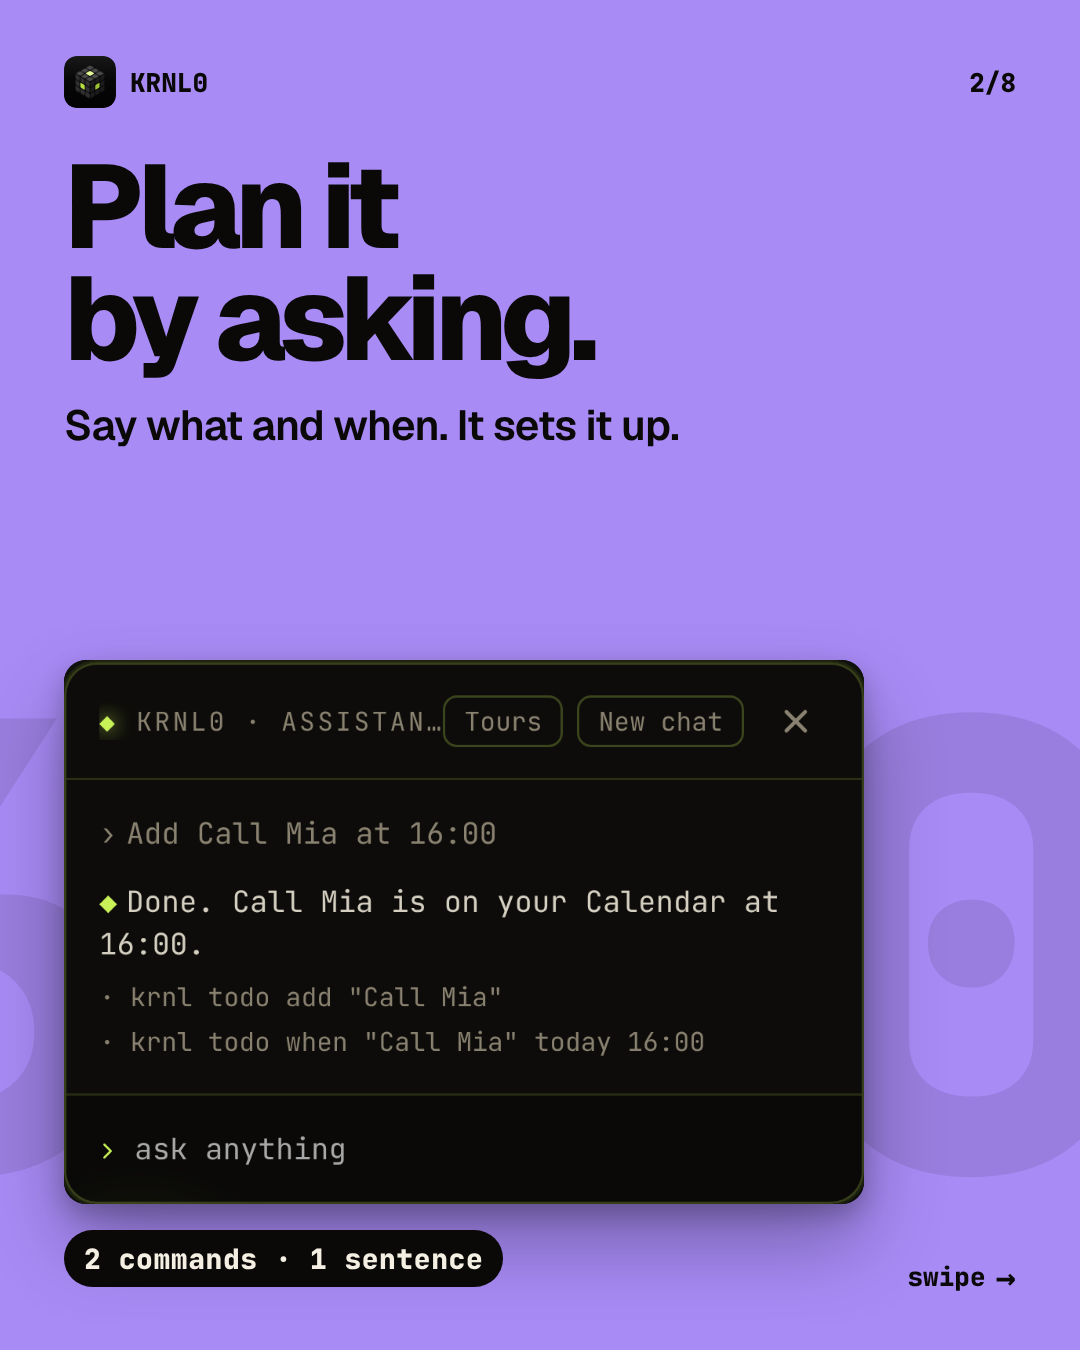 KRNL0
2/8
Plan it
by asking.
Say what and when. It sets it up.
◆ KRNL0 · ASSISTAN… Tours New chat ×
› Add Call Mia at 16:00
◆ Done. Call Mia is on your Calendar at
16:00.
· krnl todo add "Call Mia"
· krnl todo when "Call Mia" today 16:00
› ask anything
2 commands · 1 sentence
swipe →